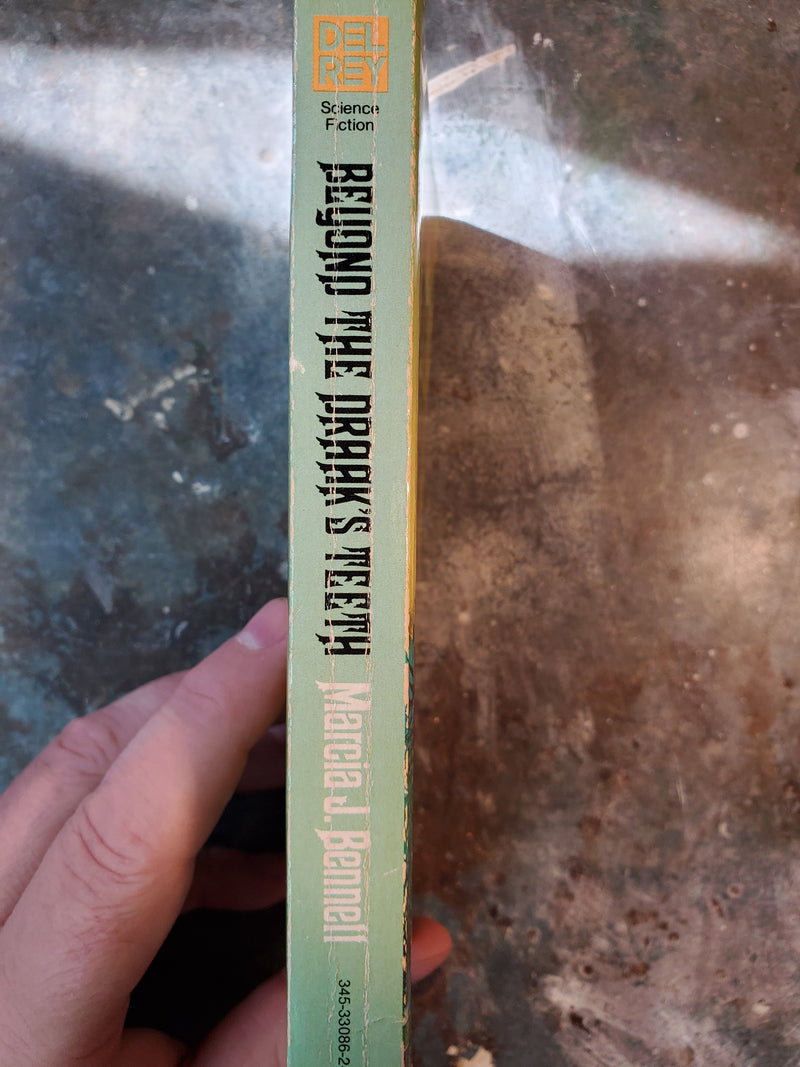 DEL
REY
Science
Fiction
BEYOND THE DRAAK'S TEETH
Marcia J. Bennett
345-33086-2